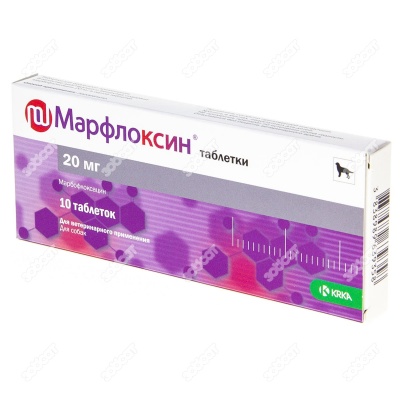 Марфлоксин®
таблетки
20 мг
Марбофлоксацин
10 таблеток
Для ветеринарного применения
Для собак
KRKA